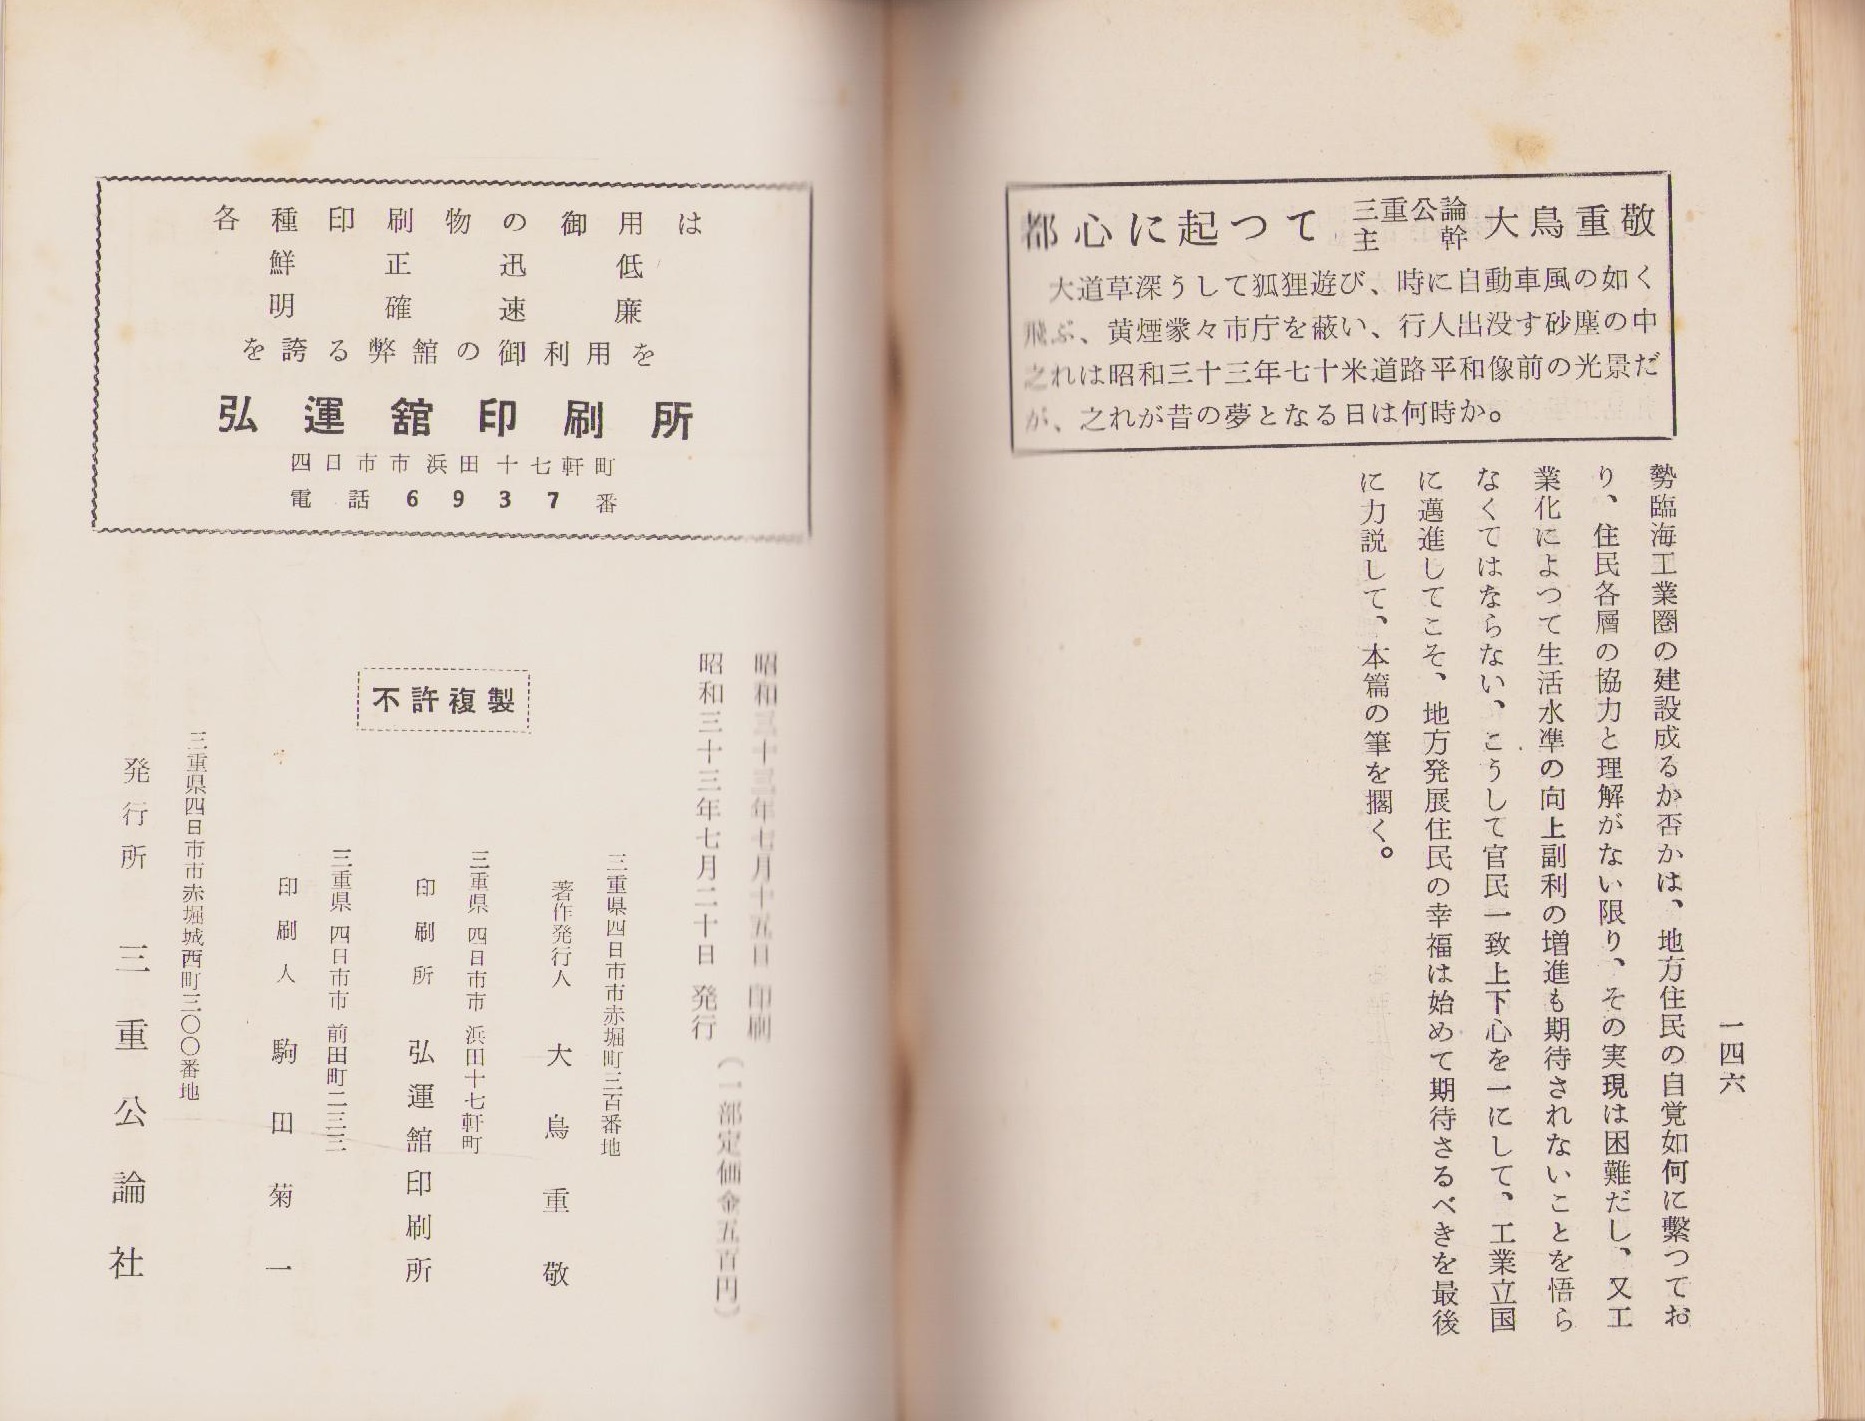 一四六
都心に起つて 三重公論主幹 大鳥重敬
大道草深うして狐狸遊び、時に自動車風の如く
飛ぶ、黄煙濛々市庁を蔽い、行人出没す砂塵の中
之れは昭和三十三年七十米道路平和像前の光景だ
が、之れが昔の夢となる日は何時か。
勢臨海工業圏の建設成るか否かは、地方住民の自覚如何に繫つてお
り、住民各層の協力と理解がない限り、その実現は困難だし、又工
業化によつて生活水準の向上副利の増進も期待されないことを悟ら
なくてはならない、こうして官民一致上下心を一にして、工業立国
に邁進してこそ、地方発展住民の幸福は始めて期待さるべきを最後
に力説して、本篇の筆を擱く。
各種印刷物の御用は
鮮明 正確 迅速 低廉
を誇る弊舘の御利用を
弘運舘印刷所
四日市市浜田十七軒町
電話6937番
昭和三十三年七月十五日 印刷
昭和三十三年七月二十日 発行
(一部定価金五百円)
不許複製
三重県四日市市赤堀町三百番地
著作発行人 大鳥重敬
三重県 四日市市 浜田十七軒町
印刷所 弘運舘印刷所
三重県 四日市市 前田町二三三
印刷人 駒田菊一
三重県四日市市赤堀城西町三〇〇番地
発行所 三重公論社